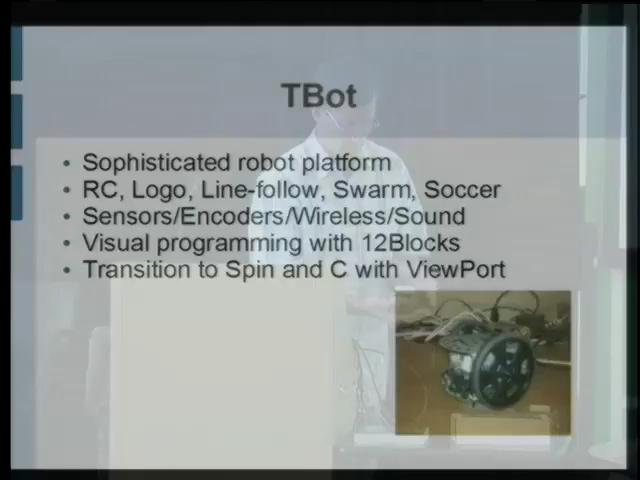 TBot
• Sophisticated robot platform
• RC, Logo, Line-follow, Swarm, Soccer
• Sensors/Encoders/Wireless/Sound
• Visual programming with 12Blocks
• Transition to Spin and C with ViewPort